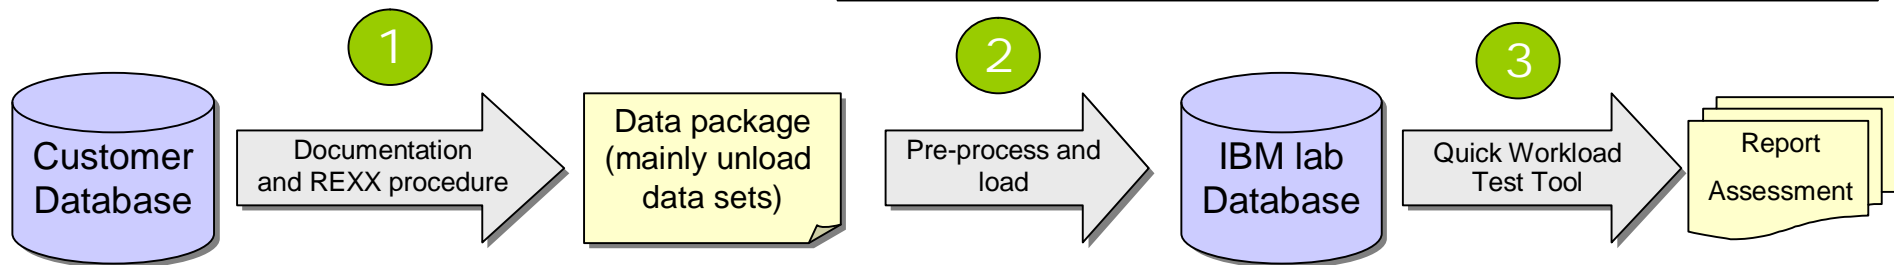 1
2
3
Customer
Database
Documentation
and REXX procedure
Data package
(mainly unload
data sets)
Pre-process and
load
IBM lab
Database
Quick Workload
Test Tool
Report
Assessment